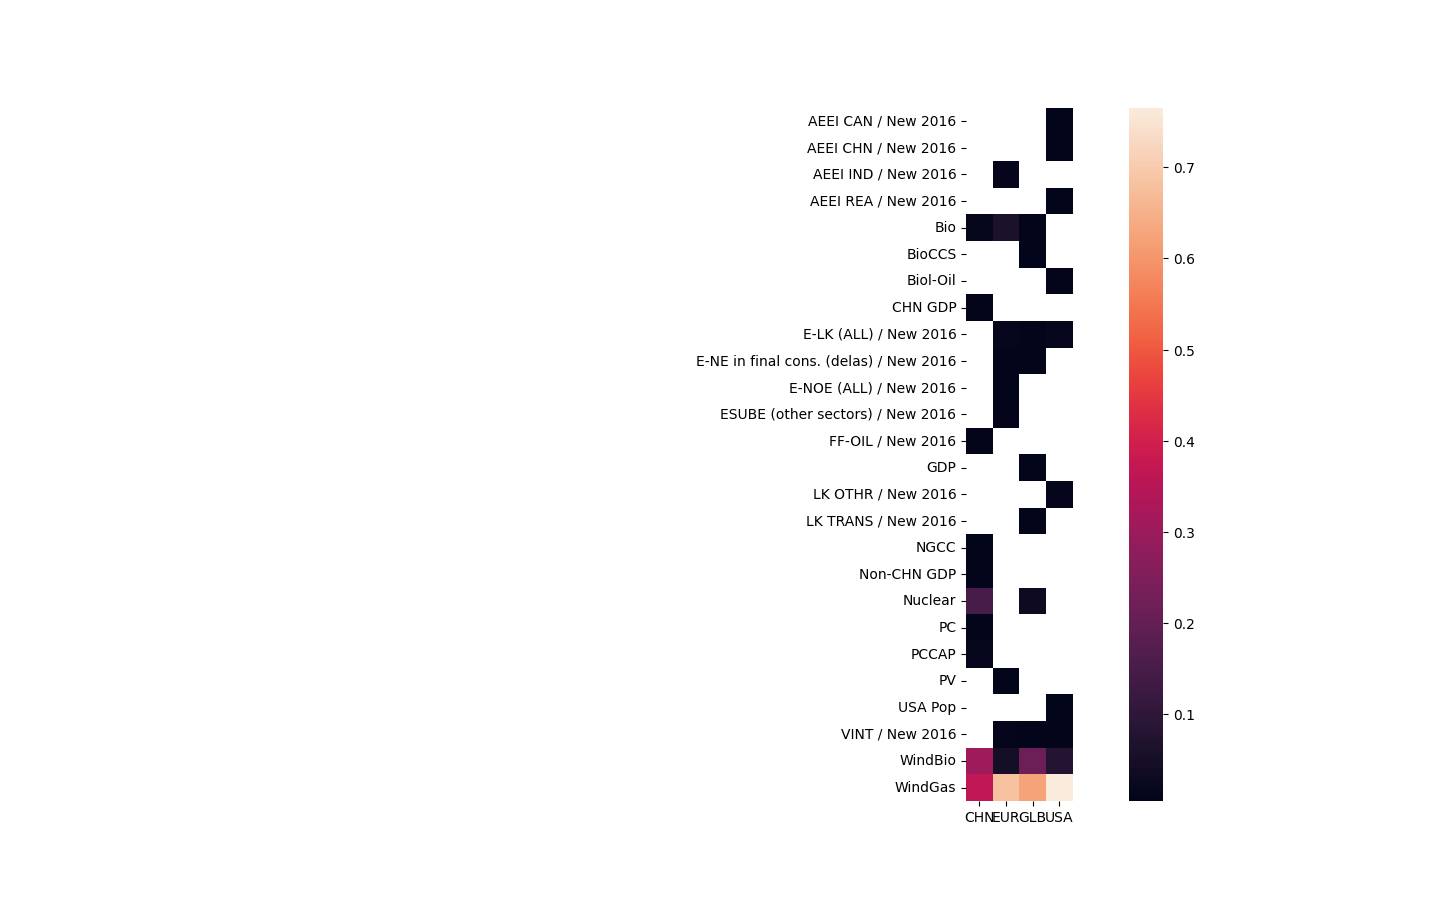 AEEI CAN / New 2016
AEEI CHN / New 2016
AEEI IND / New 2016
AEEI REA / New 2016
Bio
BioCCS
Biol-Oil
CHN GDP
E-LK (ALL) / New 2016
E-NE in final cons. (delas) / New 2016
E-NOE (ALL) / New 2016
ESUBE (other sectors) / New 2016
FF-OIL / New 2016
GDP
LK OTHR / New 2016
LK TRANS / New 2016
NGCC
Non-CHN GDP
Nuclear
PC
PCCAP
PV
USA Pop
VINT / New 2016
WindBio
WindGas
CHN EUR GLB USA
0.7
0.6
0.5
0.4
0.3
0.2
0.1